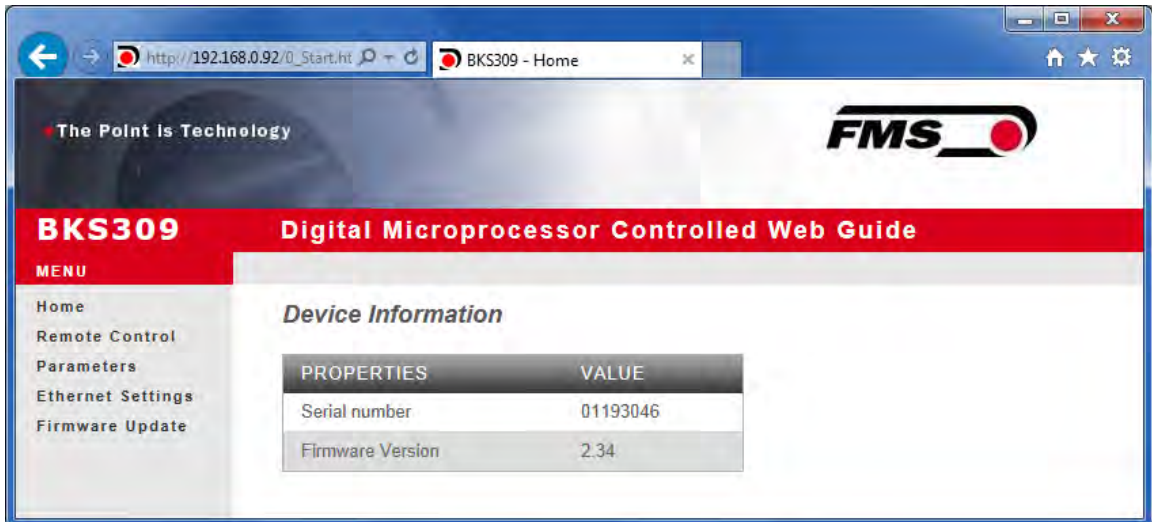 http://192.168.0.92/0_Start.ht
BKS309 - Home
The Point is Technology
FMS
BKS309
Digital Microprocessor Controlled Web Guide
MENU
Home
Remote Control
Parameters
Ethernet Settings
Firmware Update
Device Information
PROPERTIES VALUE
Serial number 01193046
Firmware Version 2.34